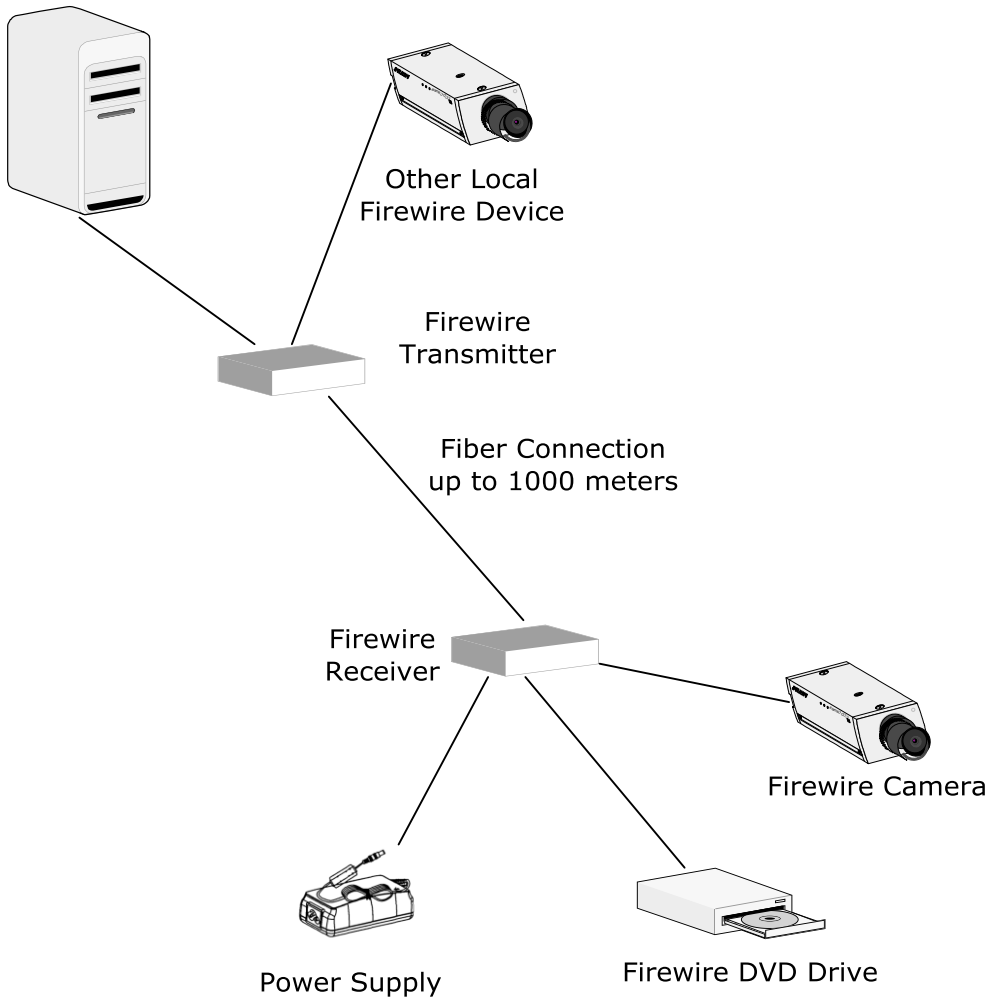 Other Local
Firewire Device
Firewire
Transmitter
Fiber Connection
up to 1000 meters
Firewire
Receiver
Firewire Camera
Power Supply
Firewire DVD Drive